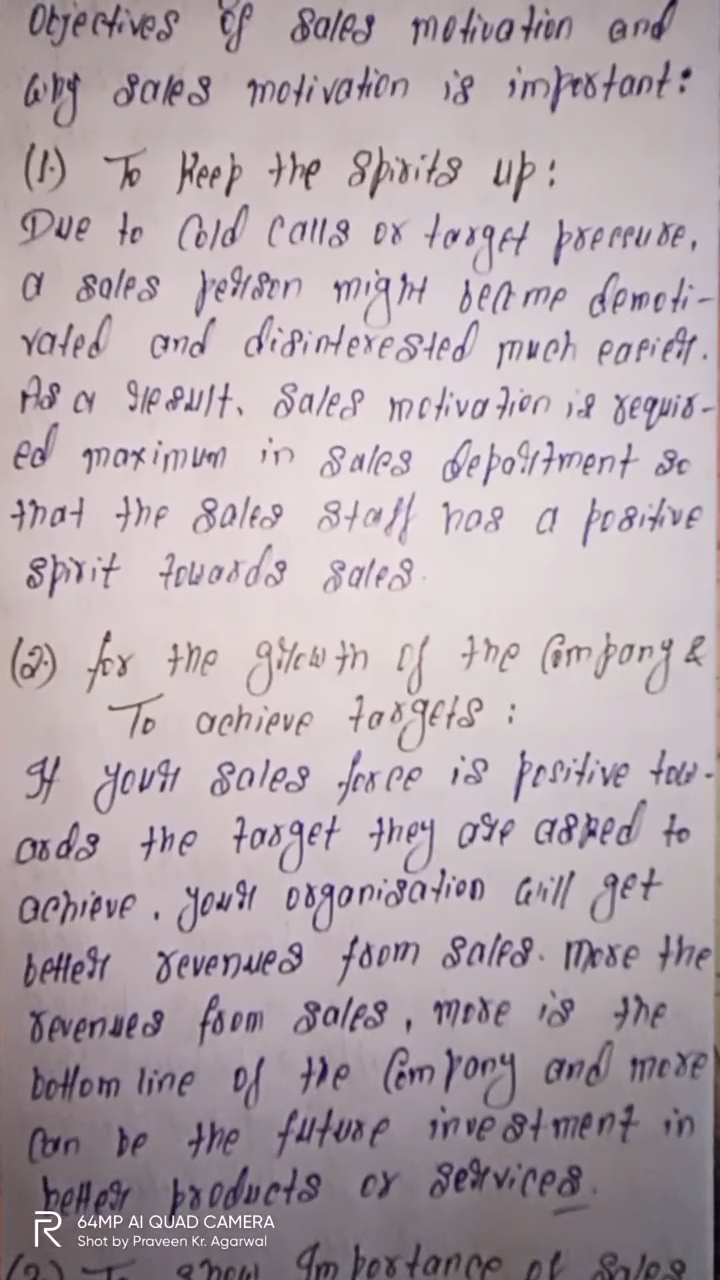 Objectives of sales motivation and
why sales motivation is important:
(1.) To Keep the Spirits up:
Due to Cold Calls or target pressure,
a sales person might become demoti-
vated and disinterested much easier.
As a result, Sales motivation is requir-
ed maximum in Sales department so
that the sales staff has a positive
spirit towards sales.
(2.) for the growth of the Company &
To achieve targets:
If your sales force is positive tow-
ards the target they are asked to
achieve, your organisation will get
better revenues from sales. More the
revenues from sales, more is the
bottom line of the Company and more
Can be the future investment in
better products or services.
64MP AI QUAD CAMERA
Shot by Praveen Kr. Agarwal
(3.) To show Importance of Sales